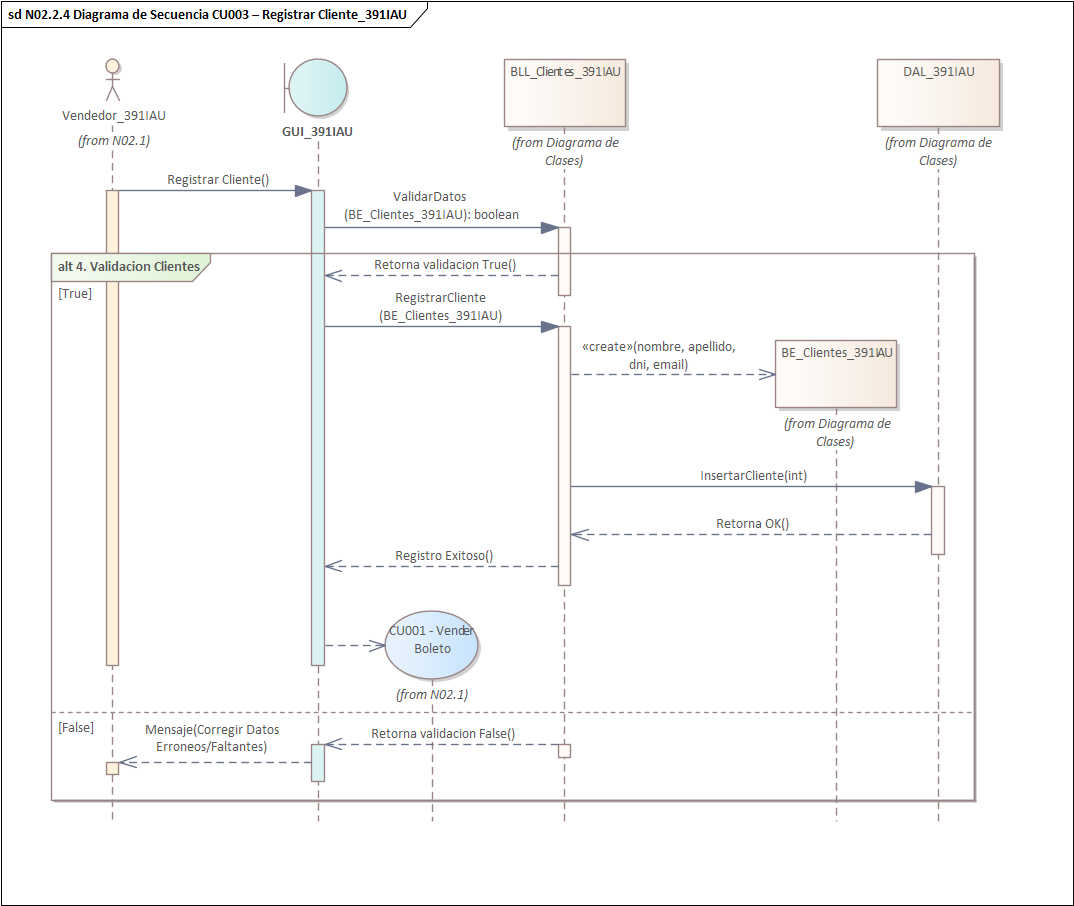 sd N02.2.4 Diagrama de Secuencia CU003 – Registrar Cliente_391IAU
Vendedor_391IAU
(from N02.1)
GUI_391IAU
BLL_Clientes_391IAU
(from Diagrama de
Clases)
DAL_391IAU
(from Diagrama de
Clases)
Registrar Cliente()
ValidarDatos
(BE_Clientes_391IAU): boolean
alt 4. Validacion Clientes
[True]
Retorna validacion True()
RegistrarCliente
(BE_Clientes_391IAU)
«create»(nombre, apellido,
dni, email)
BE_Clientes_391IAU
(from Diagrama de
Clases)
InsertarCliente(int)
Retorna OK()
Registro Exitoso()
CU001 - Vender
Boleto
(from N02.1)
[False]
Retorna validacion False()
Mensaje(Corregir Datos
Erroneos/Faltantes)